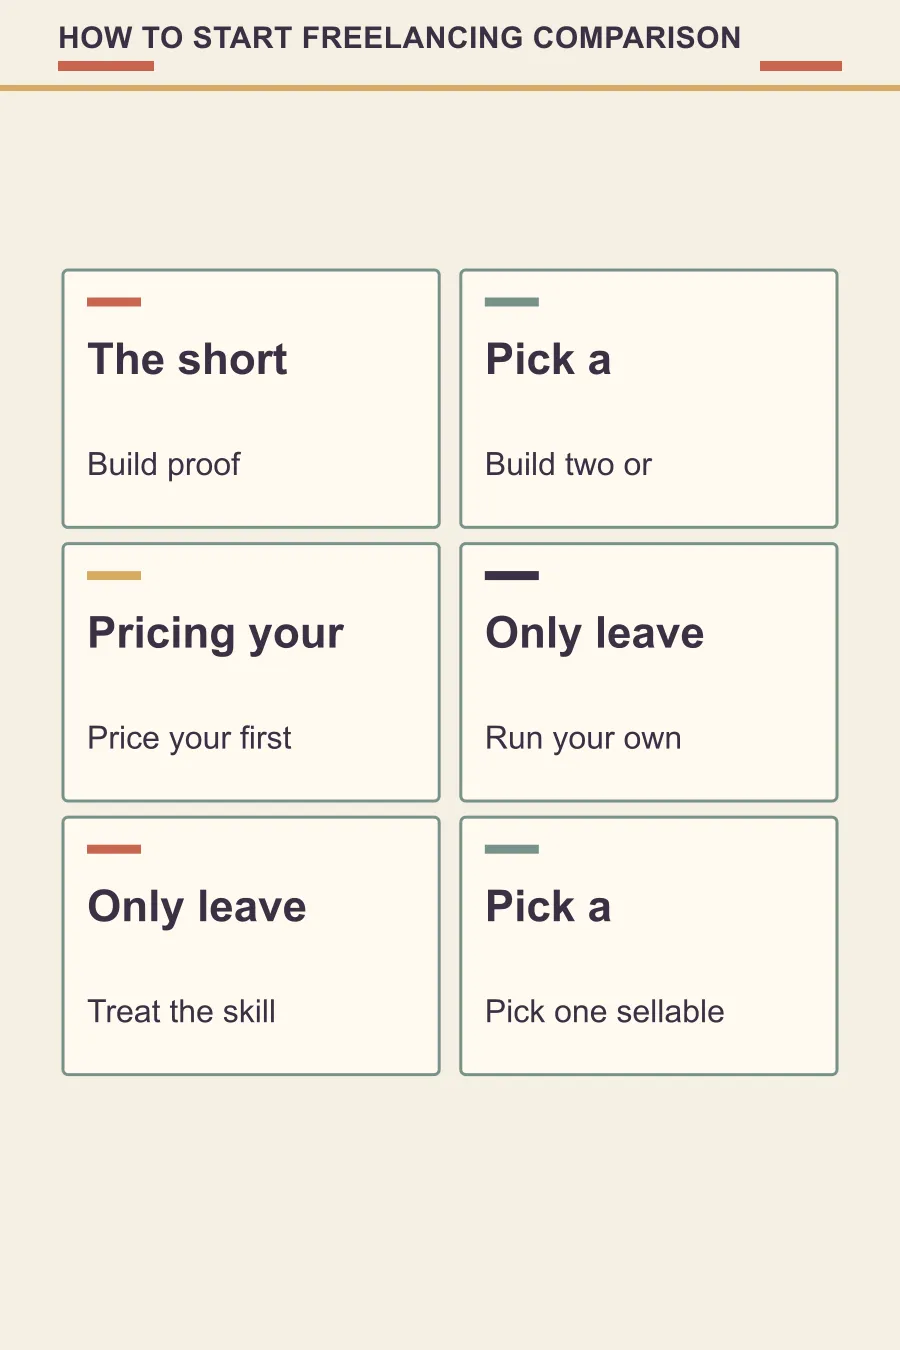 HOW TO START FREELANCING COMPARISON
The short
Build proof
Pick a
Build two or
Pricing your
Price your first
Only leave
Run your own
Only leave
Treat the skill
Pick a
Pick one sellable